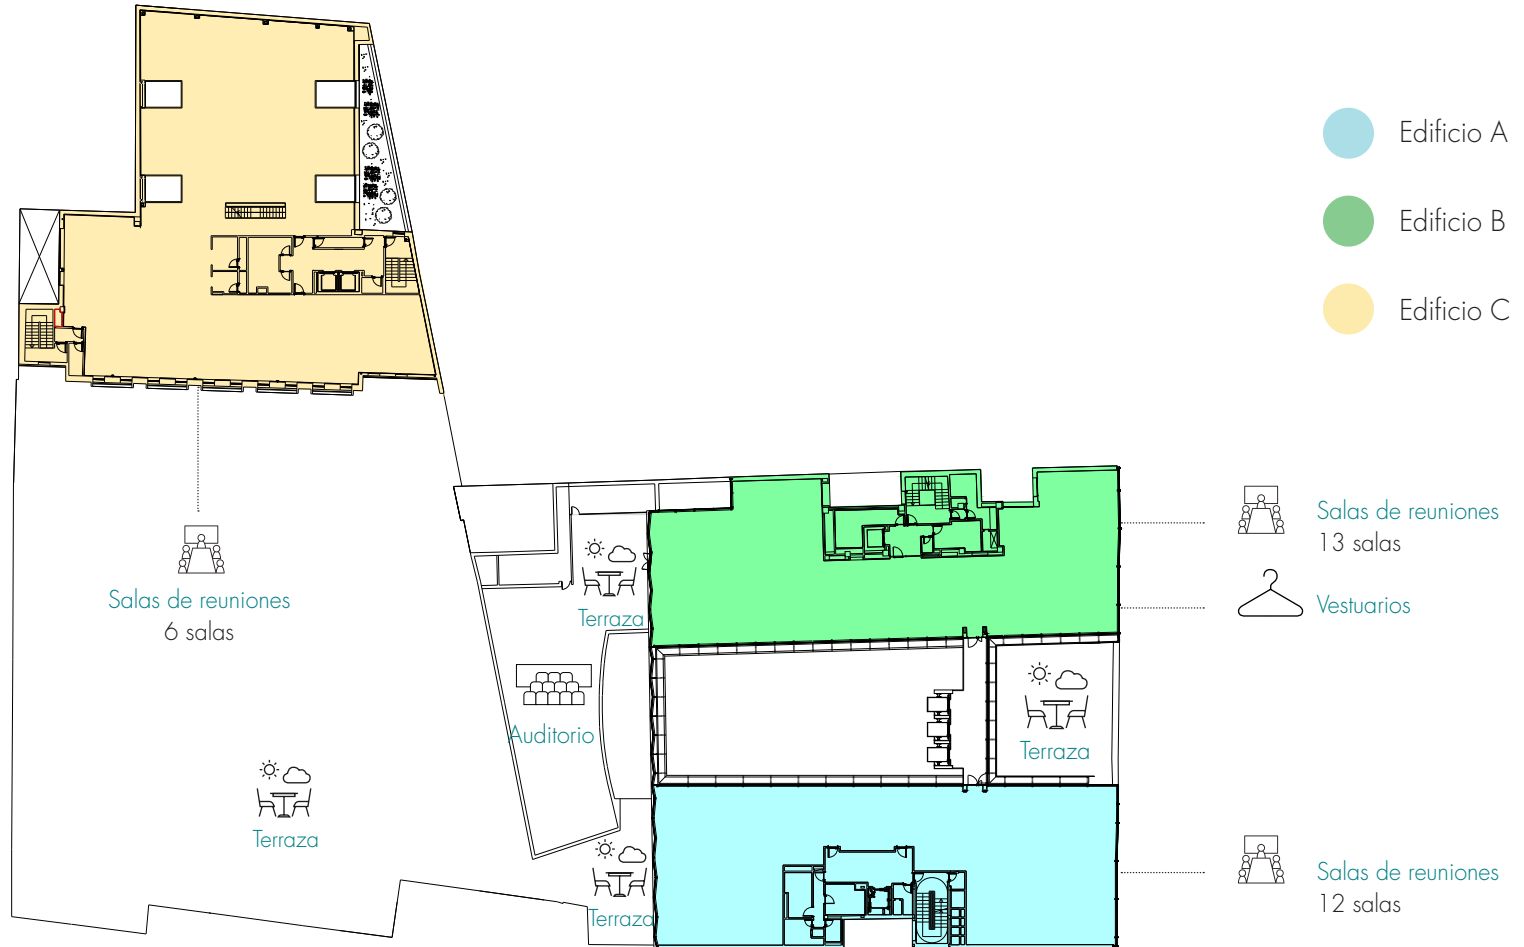 Edificio A
Edificio B
Edificio C
Salas de reuniones
13 salas
Vestuarios
Salas de reuniones
6 salas
Terraza
Auditorio
Terraza
Terraza
Terraza
Salas de reuniones
12 salas